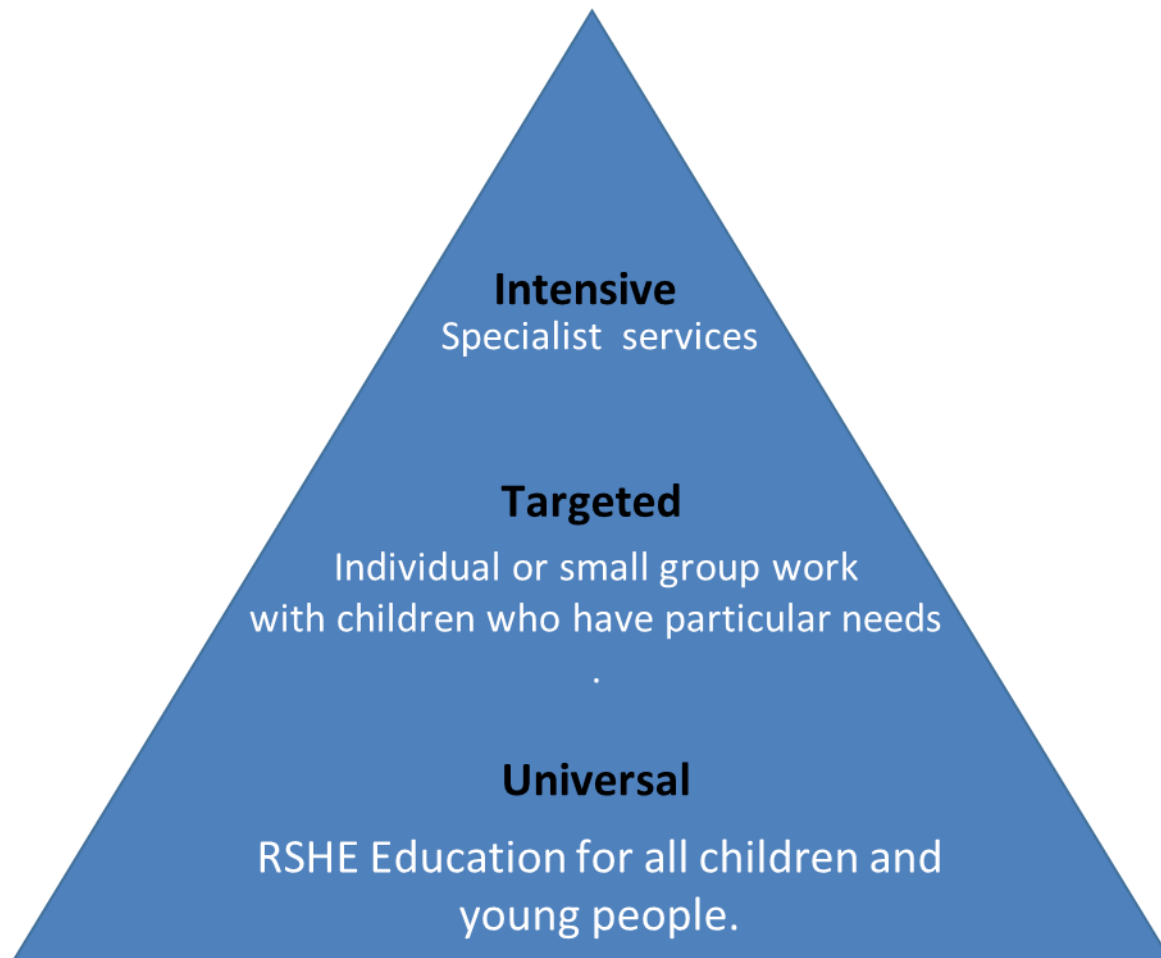 Intensive
Specialist  services
Targeted
Individual or small group work
with children who have particular needs
.
Universal
RSHE Education for all children and
young people.